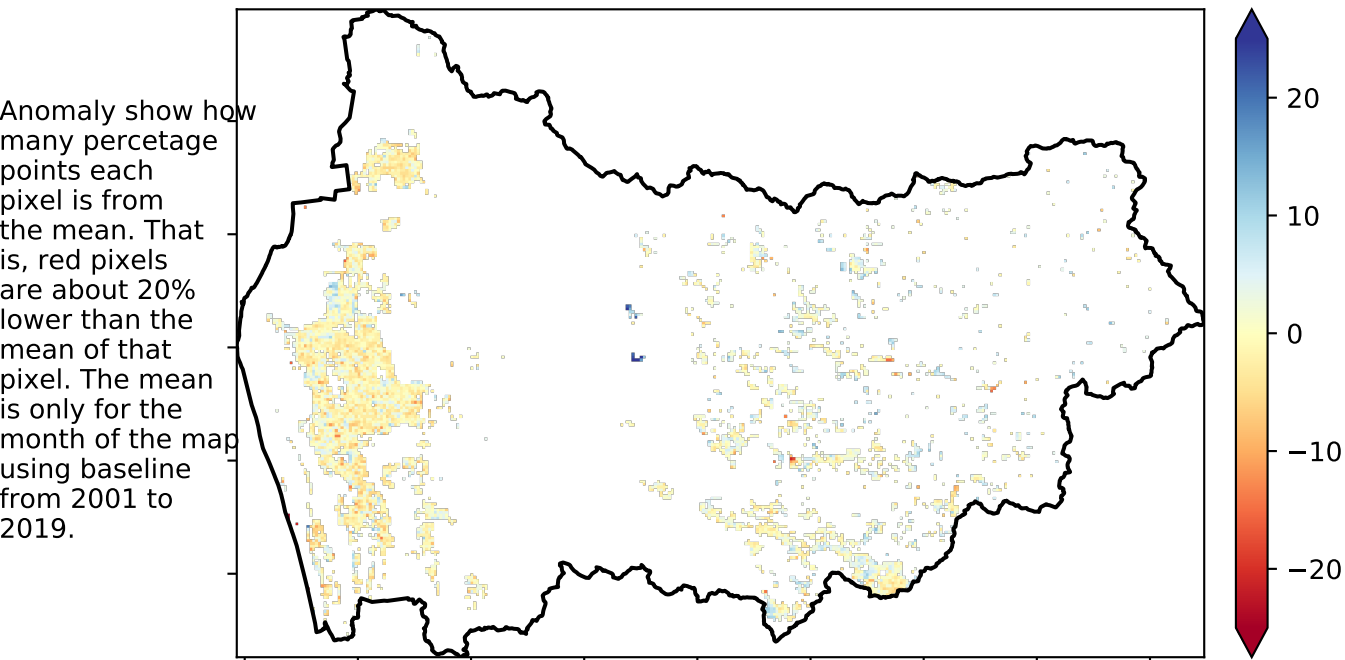 Anomaly show how
many percetage
points each
pixel is from
the mean. That
is, red pixels
are about 20%
lower than the
mean of that
pixel. The mean
is only for the
month of the map
using baseline
from 2001 to
2019.
20
10
0
−10
−20